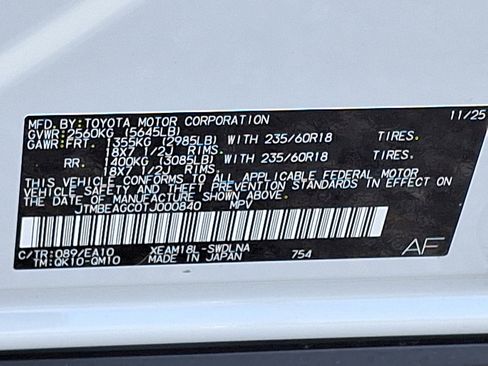 MFD. BY: TOYOTA MOTOR CORPORATION 11/25
GVWR: 2560KG (5645LB)
GAWR: FRT. 1355KG (2985LB) WITH 235/60R18 TIRES.
18X7 1/2J RIMS.
RR. 1400KG (3085LB) WITH 235/60R18 TIRES.
18X7 1/2J RIMS.
THIS VEHICLE CONFORMS TO ALL APPLICABLE FEDERAL MOTOR
VEHICLE SAFETY AND THEFT PREVENTION STANDARDS IN EFFECT ON
THE DATE OF MANUFACTURE SHOWN ABOVE.
JTMBEAGC0TJ000840 MPV
C/TR: 089/EA10 XEAM18L-SWDLNA
TM: QK10-QM10 MADE IN JAPAN 754 AF